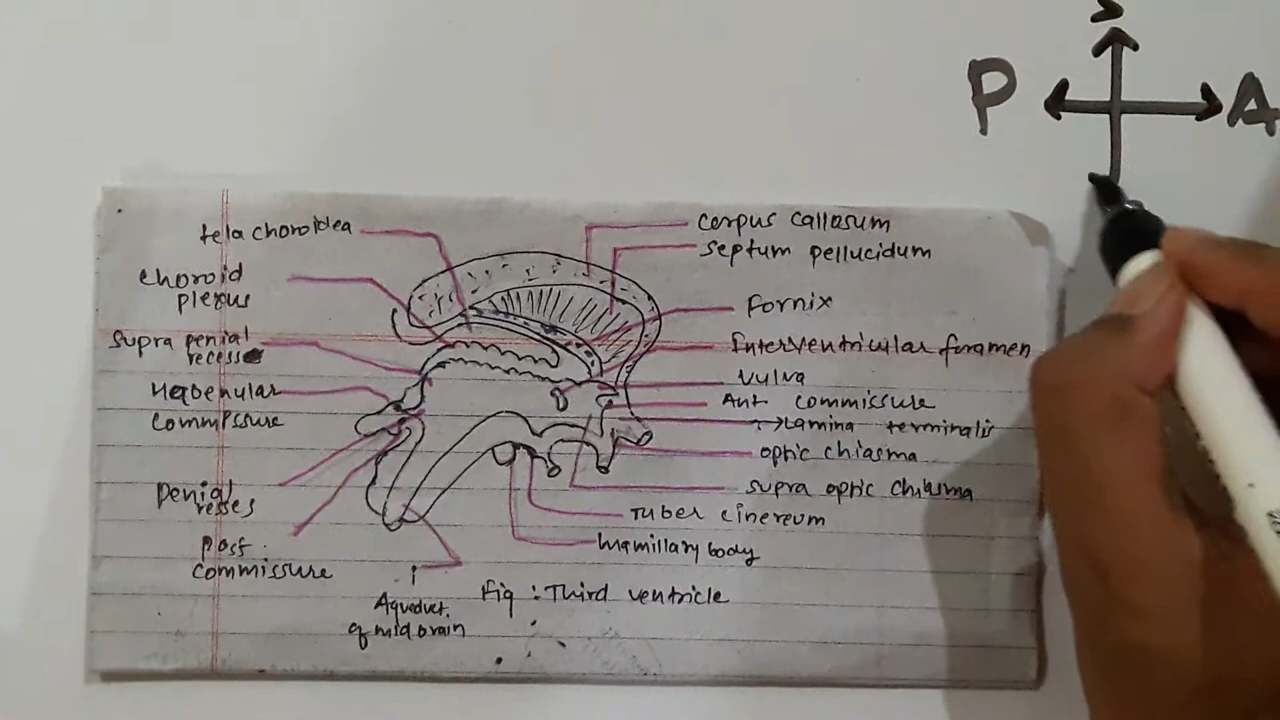 S
P
A
tela choroidea
choroid
plexus
Supra penial
recess
Habenular
commissure
Penial
resses
post.
commissure
Aqueduct.
of mid brain
corpus callosum
septum pellucidum
fornix
Interventricular foramen
Vulva
Ant commissure
Lamina terminalis
optic chiasma
supra optic chiasma
Tuber cinereum
Mamillary body
Fig : Third ventricle